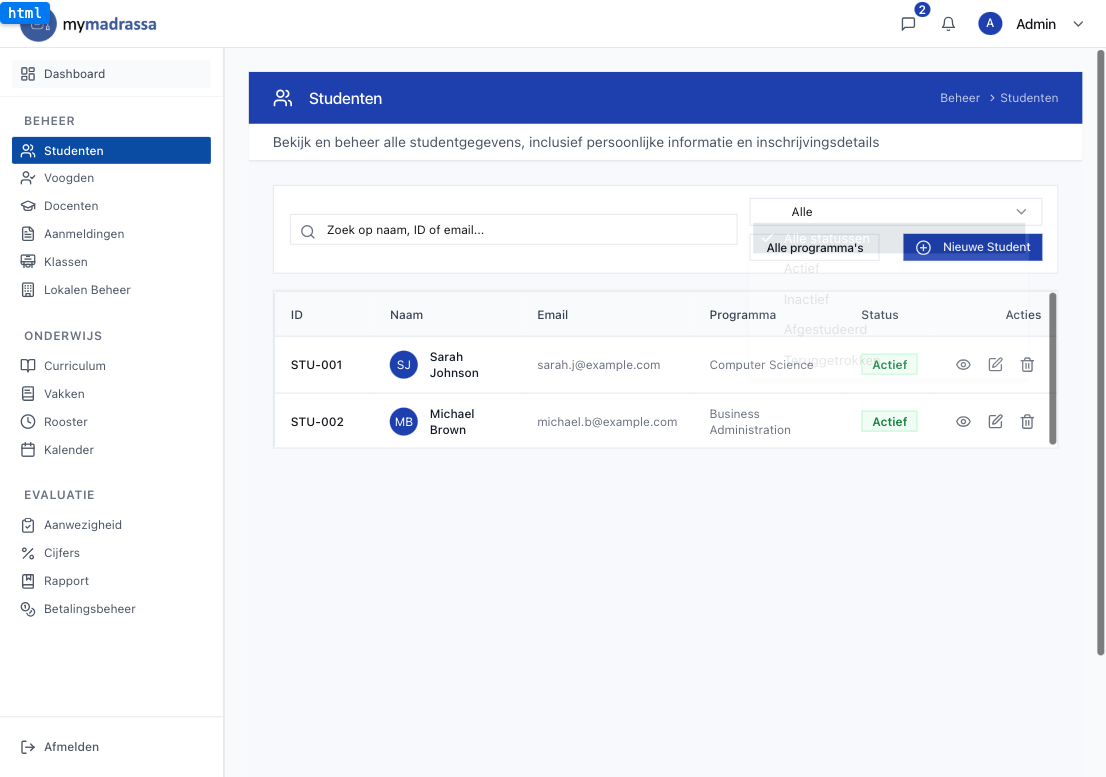 html
mymadrassa
2
A
Admin
Dashboard
BEHEER
Studenten
Voogden
Docenten
Aanmeldingen
Klassen
Lokalen Beheer
ONDERWIJS
Curriculum
Vakken
Rooster
Kalender
EVALUATIE
Aanwezigheid
Cijfers
Rapport
Betalingsbeheer
Afmelden
Studenten
Beheer > Studenten
Bekijk en beheer alle studentgegevens, inclusief persoonlijke informatie en inschrijvingsdetails
Zoek op naam, ID of email...
Alle
Alle statussen
Alle programma's
Nieuwe Student
Actief
Inactief
Afgestudeerd
Teruggetrokken
ID Naam Email Programma Status Acties
STU-001 SJ Sarah Johnson sarah.j@example.com Computer Science Actief
STU-002 MB Michael Brown michael.b@example.com Business Administration Actief